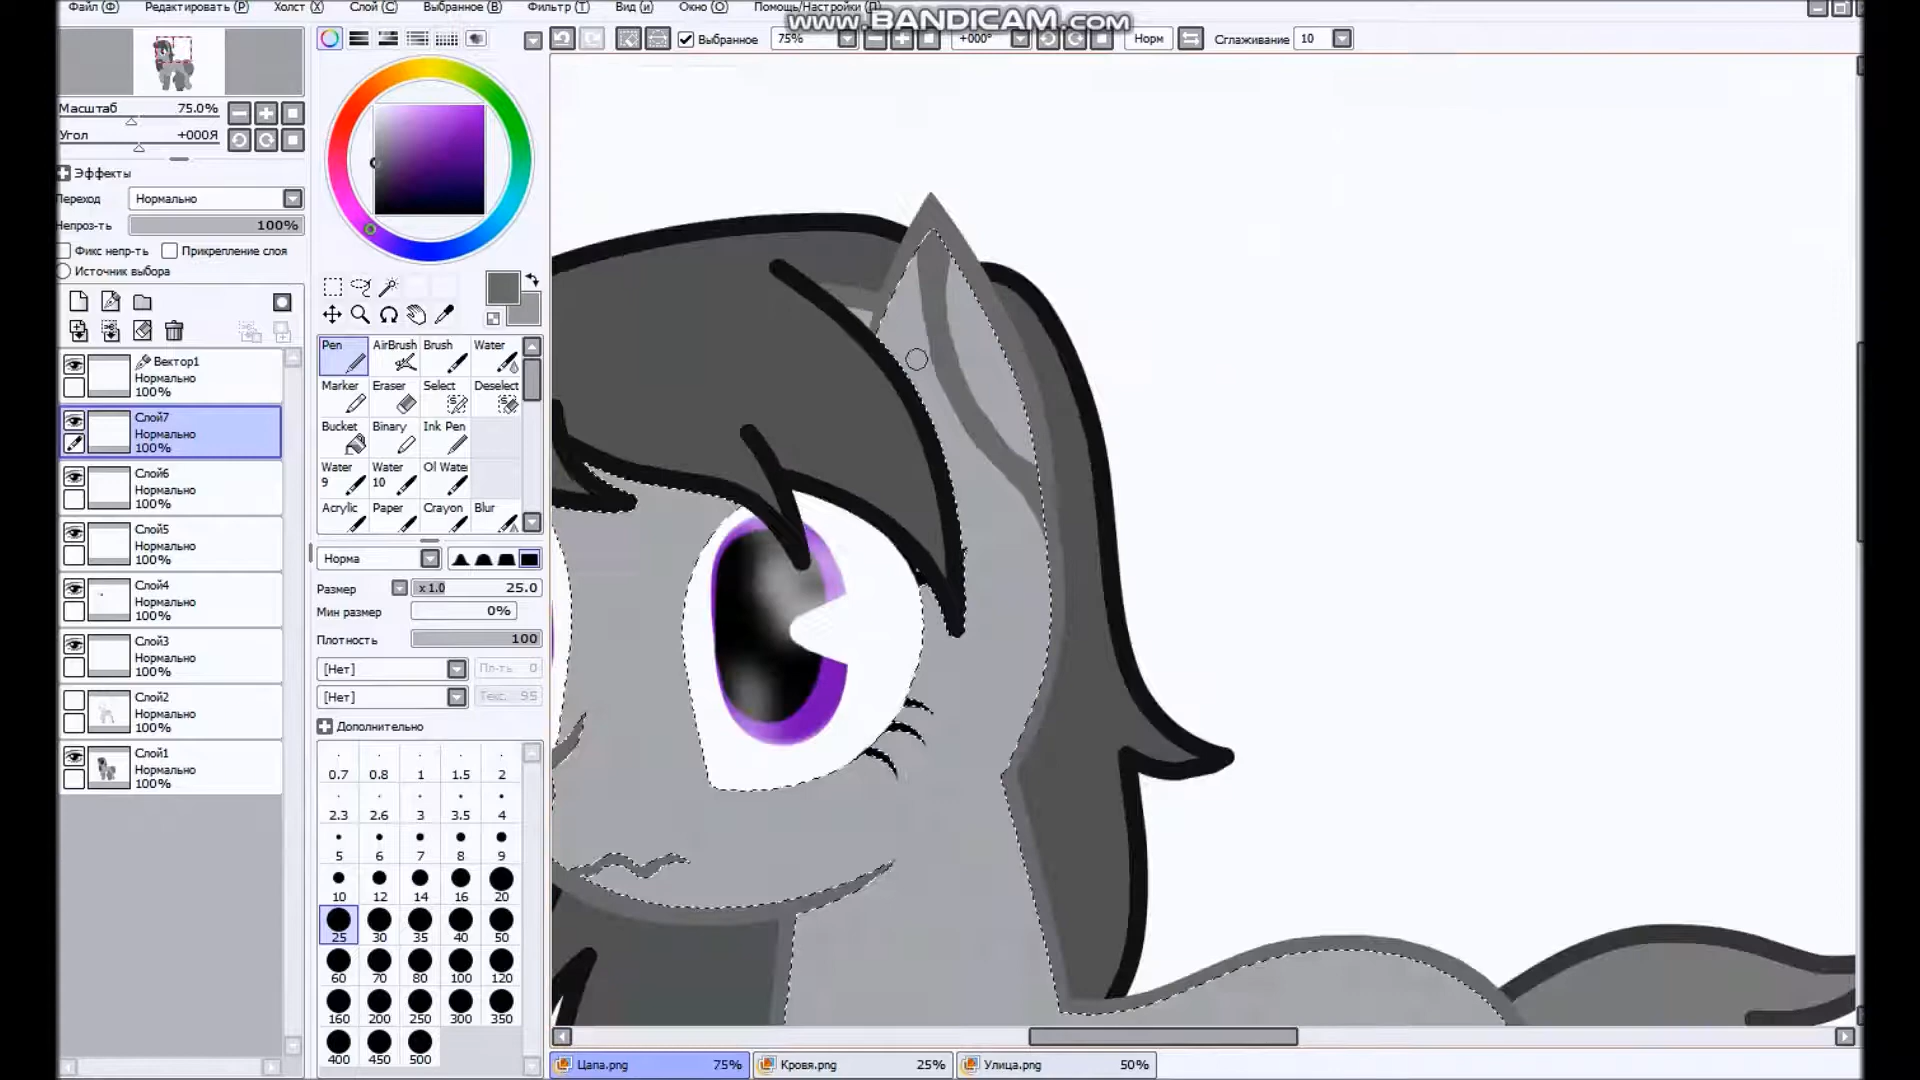 Файл (Ф) Редактировать (Р) Холст (Х) Слой (С) Выбранное (В) Фильтр (Т) Вид (и) Окно (О) Помощь/Настройки (П)
www.BANDICAM.com
Выбранное 75% +000° Норм Сглаживание 10
Масштаб 75.0%
Угол +000Я
Эффекты
Переход Нормально
Непроз-ть 100%
Фикс непр-ть Прикрепление слоя
Источник выбора
Вектор1
Нормально
100%
Слой7
Нормально
100%
Слой6
Нормально
100%
Слой5
Нормально
100%
Слой4
Нормально
100%
Слой3
Нормально
100%
Слой2
Нормально
100%
Слой1
Нормально
100%
Pen AirBrush Brush Water
Marker Eraser Select Deselect
Bucket Binary Ink Pen
Water 9 Water 10 Ol Wate
Acrylic Paper Crayon Blur
Норма
Размер x 1.0 25.0
Мин размер 0%
Плотность 100
[Нет] Пл-ть 0
[Нет] Текс. 95
Дополнительно
0.7 0.8 1 1.5 2
2.3 2.6 3 3.5 4
5 6 7 8 9
10 12 14 16 20
25 30 35 40 50
60 70 80 100 120
160 200 250 300 350
400 450 500
Цапа.png 75% Кровя.png 25% Улица.png 50%